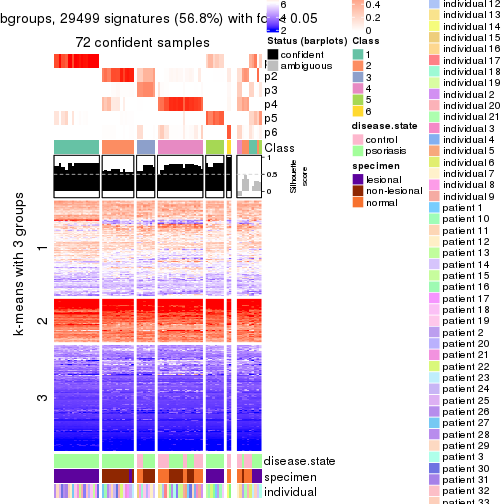 bgroups, 29499 signatures (56.8%) with fd < 0.05
72 confident samples
p2
p3
p4
p5
p6
Class
1
0.5
0
Silhouette
score
k-means with 3 groups
1
2
3
disease.state
specimen
individual
6
4
2
Status (barplots)
confident
ambiguous
0.4
0.2
0
Class
1
2
3
4
5
6
disease.state
control
psoriasis
specimen
lesional
non-lesional
normal
individual 12
individual 13
individual 14
individual 15
individual 16
individual 17
individual 18
individual 19
individual 2
individual 20
individual 21
individual 3
individual 4
individual 5
individual 6
individual 7
individual 8
individual 9
patient 1
patient 10
patient 11
patient 12
patient 13
patient 14
patient 15
patient 16
patient 17
patient 18
patient 19
patient 2
patient 20
patient 21
patient 22
patient 23
patient 24
patient 25
patient 26
patient 27
patient 28
patient 29
patient 3
patient 30
patient 31
patient 32
patient 33